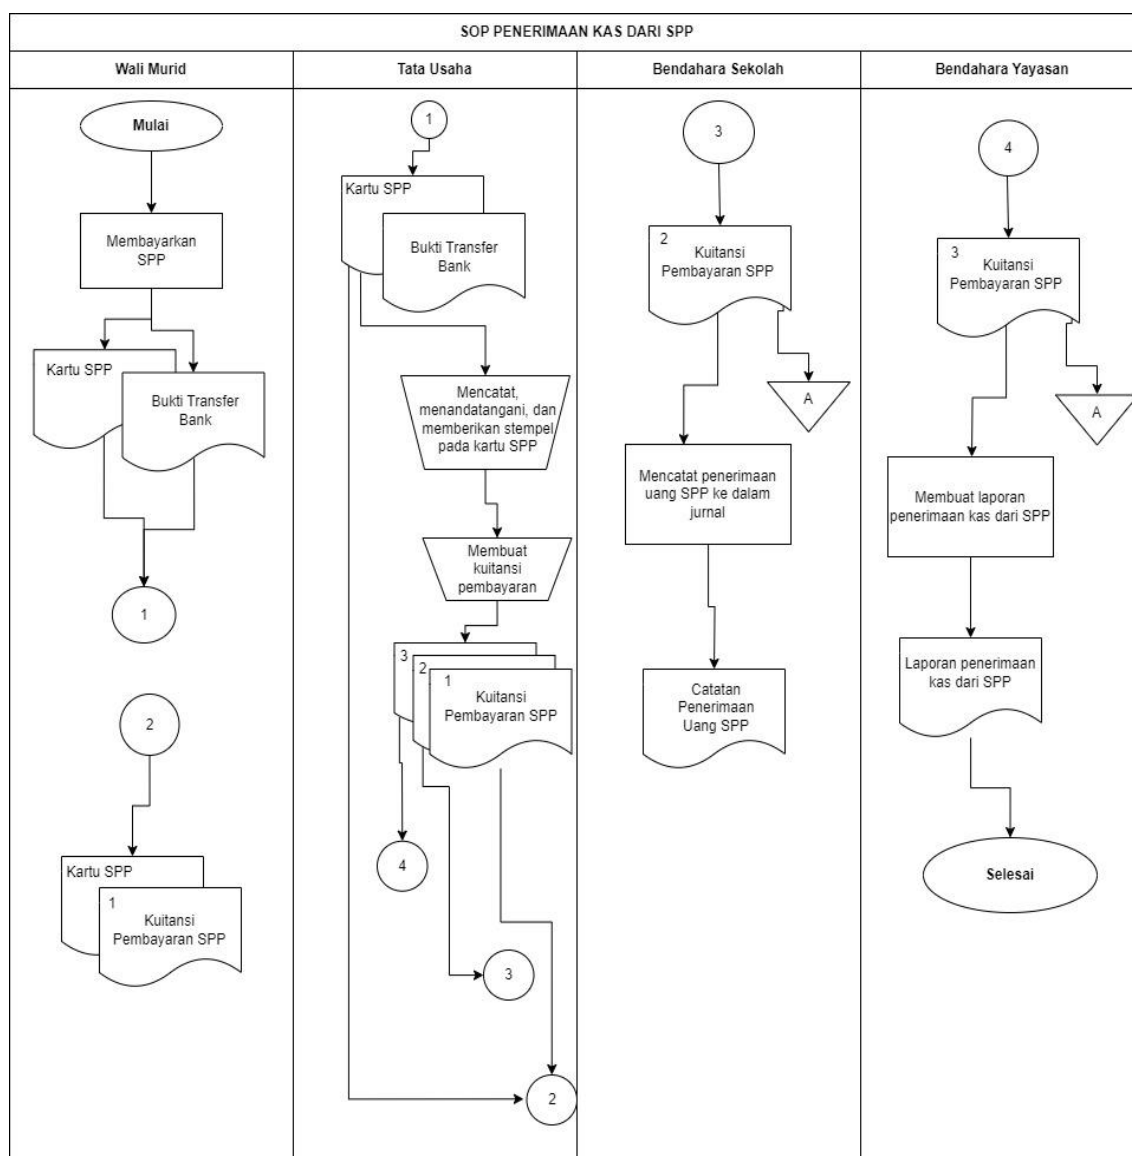 SOP PENERIMAAN KAS DARI SPP
Wali Murid
Tata Usaha
Bendahara Sekolah
Bendahara Yayasan
Mulai
Membayarkan
SPP
Kartu SPP
Bukti Transfer
Bank
1
2
Kartu SPP
1
Kuitansi
Pembayaran SPP
1
Kartu SPP
Bukti Transfer
Bank
Mencatat,
menandatangani, dan
memberikan stempel
pada kartu SPP
Membuat
kuitansi
pembayaran
3
2
1
Kuitansi
Pembayaran SPP
4
3
2
3
2
Kuitansi
Pembayaran SPP
A
Mencatat penerimaan
uang SPP ke dalam
jurnal
Catatan
Penerimaan
Uang SPP
4
3
Kuitansi
Pembayaran SPP
A
Membuat laporan
penerimaan kas dari SPP
Laporan penerimaan
kas dari SPP
Selesai